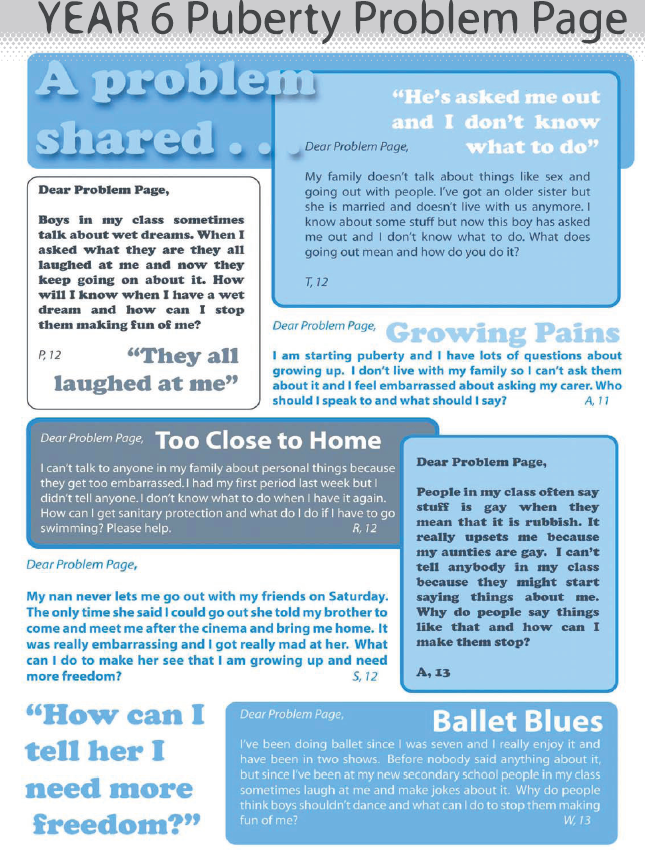 YEAR 6 Puberty Problem Page
A problem
shared . . .
“He’s asked me out
and I don’t know
what to do”
Dear Problem Page,
My family doesn’t talk about things like sex and
going out with people. I’ve got an older sister but
she is married and doesn’t live with us anymore. I
know about some stuff but now this boy has asked
me out and I don’t know what to do. What does
going out mean and how do you do it?
T, 12
Dear Problem Page,
Boys in my class sometimes
talk about wet dreams. When I
asked what they are they all
laughed at me and now they
keep going on about it. How
will I know when I have a wet
dream and how can I stop
them making fun of me?
P, 12
“They all
laughed at me”
Dear Problem Page, Growing Pains
I am starting puberty and I have lots of questions about
growing up. I don’t live with my family so I can’t ask them
about it and I feel embarrassed about asking my carer. Who
should I speak to and what should I say? A, 11
Dear Problem Page, Too Close to Home
I can’t talk to anyone in my family about personal things because
they get too embarrassed. I had my first period last week but I
didn’t tell anyone. I don’t know what to do when I have it again.
How can I get sanitary protection and what do I do if I have to go
swimming? Please help. R, 12
Dear Problem Page,
People in my class often say
stuff is gay when they
mean that it is rubbish. It
really upsets me because
my aunties are gay. I can’t
tell anybody in my class
because they might start
saying things about me.
Why do people say things
like that and how can I
make them stop?
A, 13
Dear Problem Page,
My nan never lets me go out with my friends on Saturday.
The only time she said I could go out she told my brother to
come and meet me after the cinema and bring me home. It
was really embarrassing and I got really mad at her. What
can I do to make her see that I am growing up and need
more freedom? S, 12
“How can I
tell her I
need more
freedom?”
Dear Problem Page, Ballet Blues
I’ve been doing ballet since I was seven and I really enjoy it and
have been in two shows. Before nobody said anything about it,
but since I’ve been at my new secondary school people in my class
sometimes laugh at me and make jokes about it. Why do people
think boys shouldn’t dance and what can I do to stop them making
fun of me? W, 13